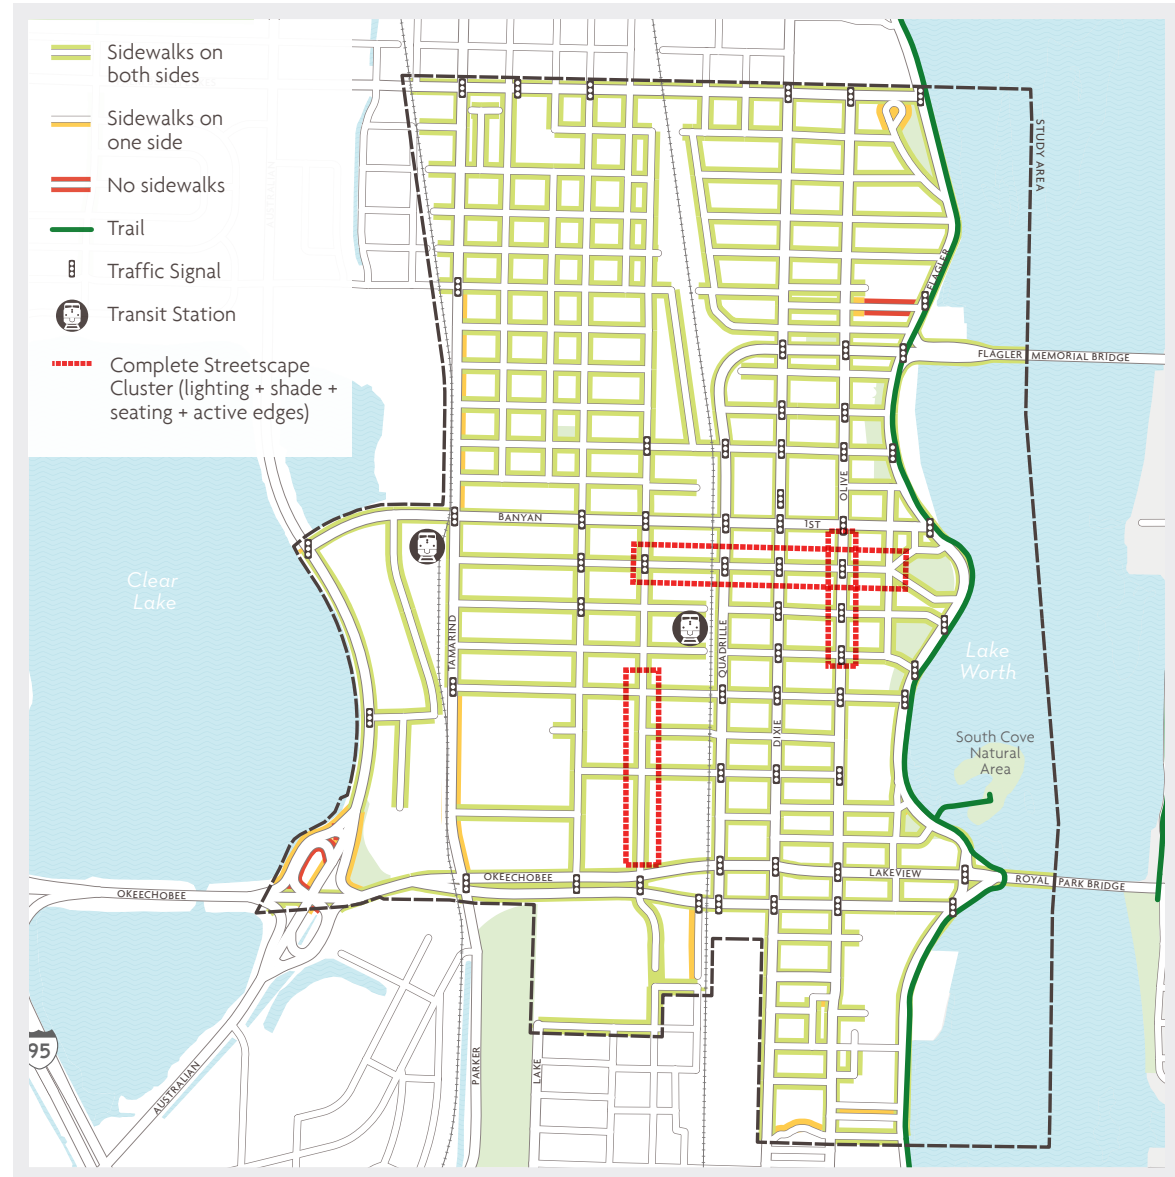 Sidewalks on
both sides
Sidewalks on
one side
No sidewalks
Trail
Traffic Signal
Transit Station
Complete Streetscape
Cluster (lighting + shade +
seating + active edges)
STUDY AREA
FLAGLER
FLAGLER MEMORIAL BRIDGE
OLIVE
BANYAN
1ST
Clear
Lake
TAMARIND
QUADRILLE
Lake
Worth
DIXIE
South Cove
Natural
Area
OKEECHOBEE
LAKEVIEW
ROYAL PARK BRIDGE
OKEECHOBEE
95
AUSTRALIAN
PARKER
LAKE